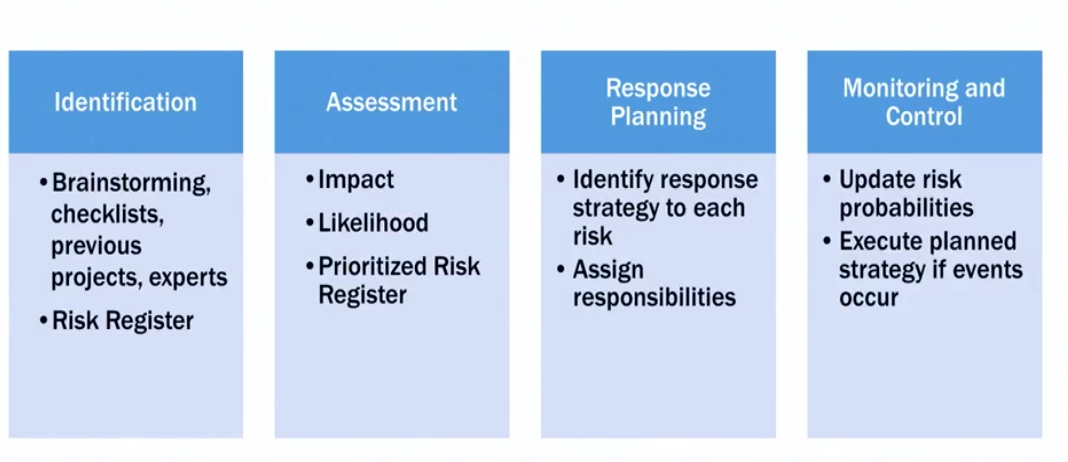 Identification
•Brainstorming,
checklists,
previous
projects, experts
•Risk Register
Assessment
•Impact
•Likelihood
•Prioritized Risk
Register
Response
Planning
• Identify response
strategy to each
risk
• Assign
responsibilities
Monitoring and
Control
• Update risk
probabilities
• Execute planned
strategy if events
occur